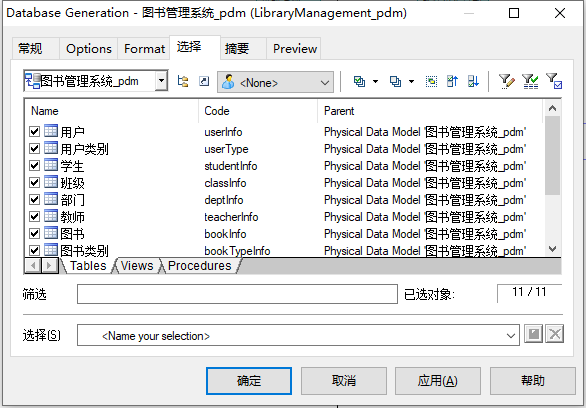 Database Generation - 图书管理系统_pdm (LibraryManagement_pdm)
常规 Options Format 选择 摘要 Preview
图书管理系统_pdm <None>
Name Code Parent
用户 userInfo Physical Data Model '图书管理系统_pdm'
用户类别 userType Physical Data Model '图书管理系统_pdm'
学生 studentInfo Physical Data Model '图书管理系统_pdm'
班级 classInfo Physical Data Model '图书管理系统_pdm'
部门 deptInfo Physical Data Model '图书管理系统_pdm'
教师 teacherInfo Physical Data Model '图书管理系统_pdm'
图书 bookInfo Physical Data Model '图书管理系统_pdm'
图书类别 bookTypeInfo Physical Data Model '图书管理系统_pdm'
Tables Views Procedures
筛选 已选对象: 11 / 11
选择(S) <Name your selection>
确定 取消 应用(A) 帮助